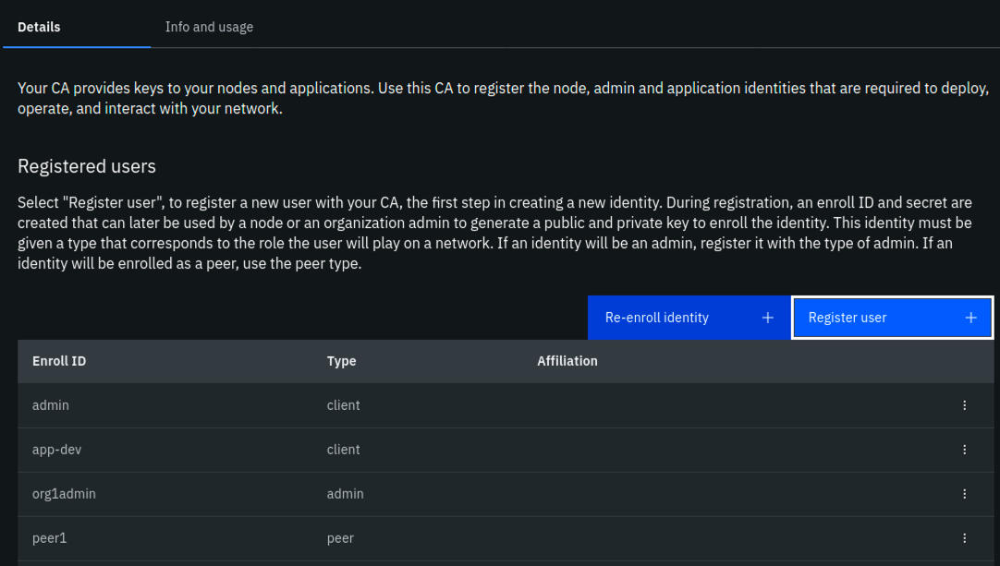 Details Info and usage
Your CA provides keys to your nodes and applications. Use this CA to register the node, admin and application identities that are required to deploy,
operate, and interact with your network.
Registered users
Select "Register user", to register a new user with your CA, the first step in creating a new identity. During registration, an enroll ID and secret are
created that can later be used by a node or an organization admin to generate a public and private key to enroll the identity. This identity must be
given a type that corresponds to the role the user will play on a network. If an identity will be an admin, register it with the type of admin. If an
identity will be enrolled as a peer, use the peer type.
Re-enroll identity + Register user +
Enroll ID Type Affiliation
admin client
app-dev client
org1admin admin
peer1 peer